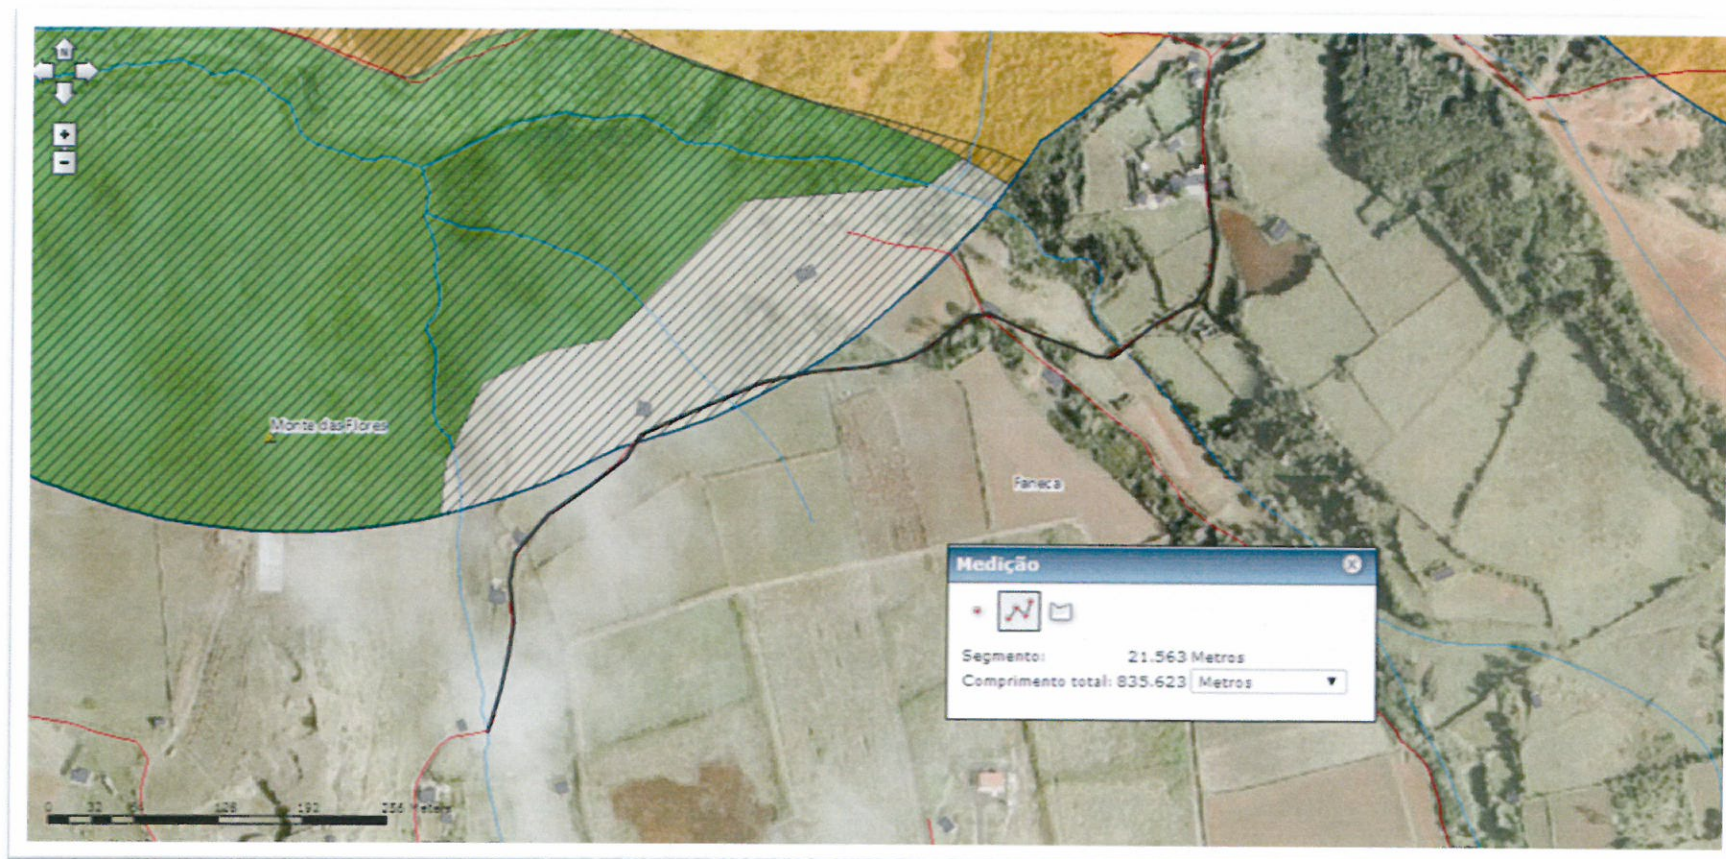 N
+
-
Monte das Flores
Faneca
Medição
Segmento: 21.563 Metros
Comprimento total: 835.623 Metros
0 32 64 128 192 256 Meters